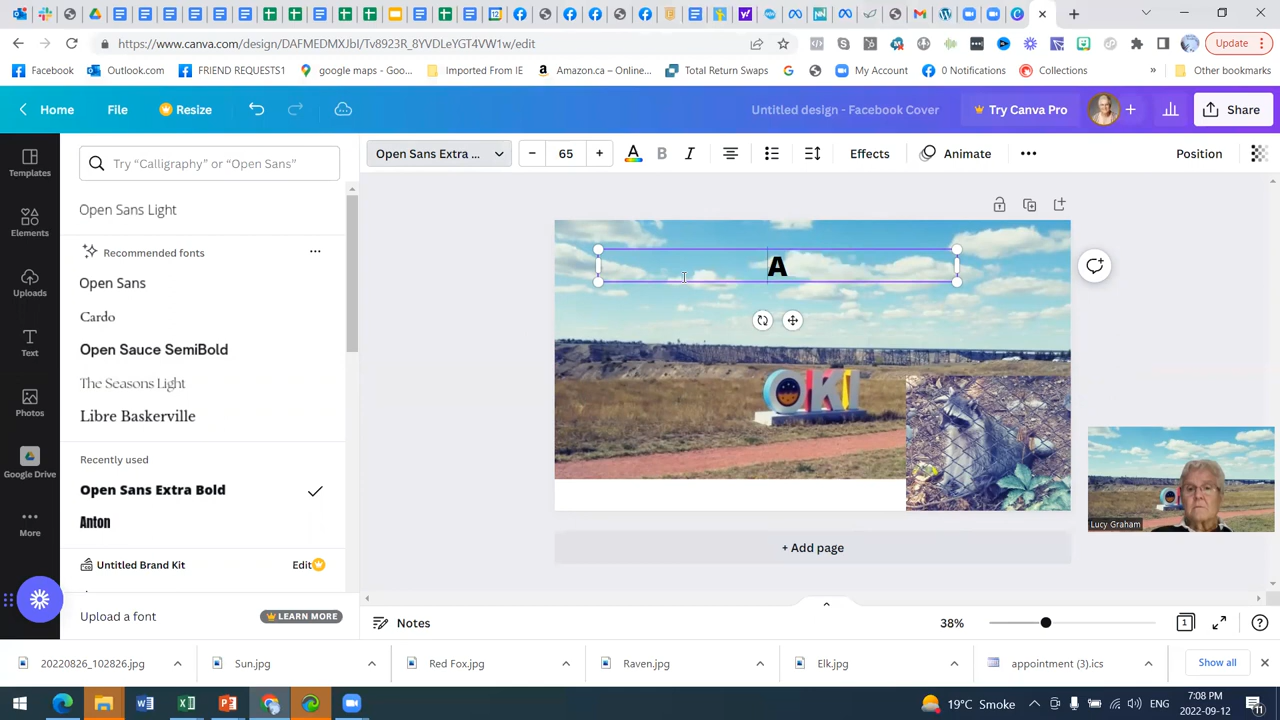 https://www.canva.com/design/DAFMEDMXJbI/Tv8823R_8YVDLeYGT4VW1w/edit
Update
Facebook
Outlook.com
FRIEND REQUESTS1
google maps - Goo...
Imported From IE
Amazon.ca – Online...
Total Return Swaps
My Account
0 Notifications
Collections
»
Other bookmarks
Home
File
Resize
Untitled design - Facebook Cover
Try Canva Pro
Share
Templates
Elements
Uploads
Text
Photos
Google Drive
More
Try “Calligraphy” or “Open Sans”
Open Sans Light
Recommended fonts
Open Sans
Cardo
Open Sauce SemiBold
The Seasons Light
Libre Baskerville
Recently used
Open Sans Extra Bold
Anton
Untitled Brand Kit
Edit
Upload a font
LEARN MORE
Open Sans Extra ...
65
A
B
I
Effects
Animate
Position
A
OKI
+ Add page
Lucy Graham
Notes
38%
1
20220826_102826.jpg
Sun.jpg
Red Fox.jpg
Raven.jpg
Elk.jpg
appointment (3).ics
Show all
19°C Smoke
ENG
7:08 PM
2022-09-12